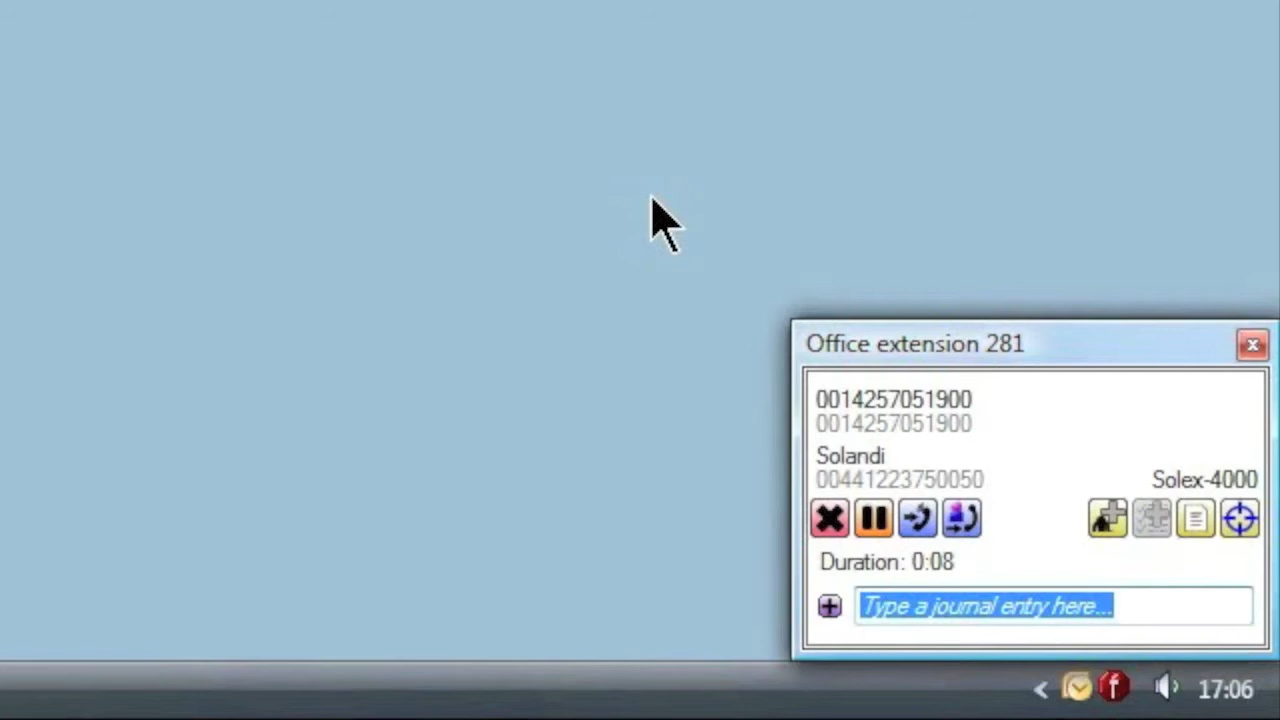 Office extension 281
0014257051900
0014257051900
Solandi
00441223750050 Solex-4000
Duration: 0:08
Type a journal entry here...
17:06